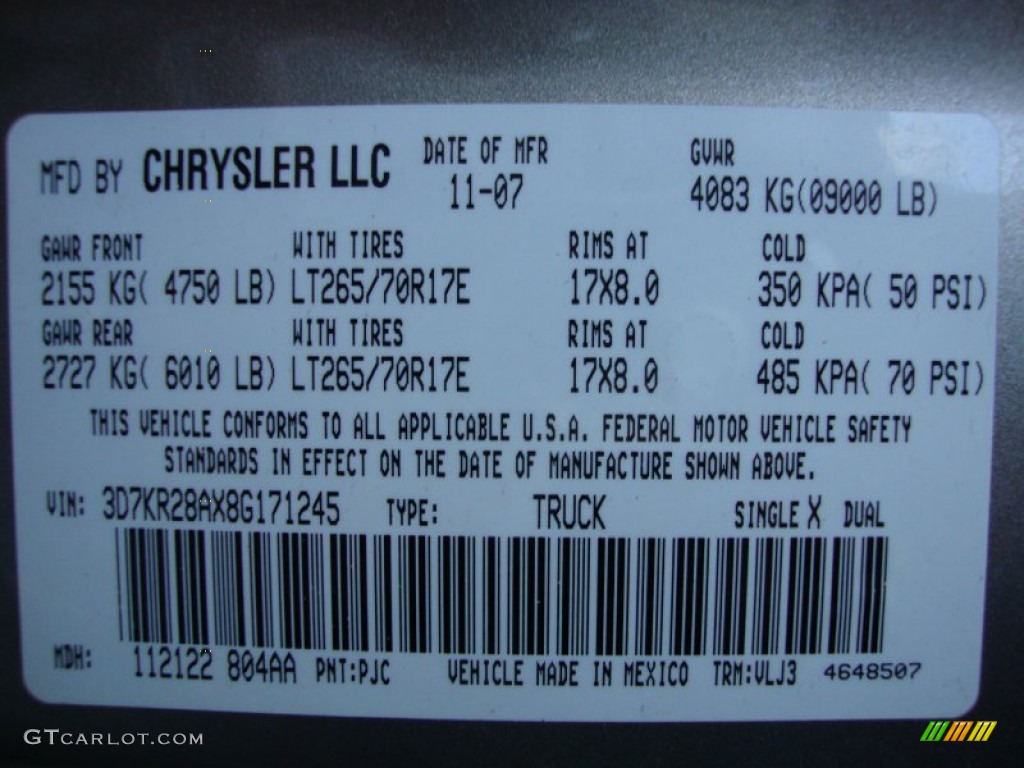 MFD BY CHRYSLER LLC DATE OF MFR GVWR
11-07 4083 KG(09000 LB)
GAWR FRONT WITH TIRES RIMS AT COLD
2155 KG( 4750 LB) LT265/70R17E 17X8.0 350 KPA( 50 PSI)
GAWR REAR WITH TIRES RIMS AT COLD
2727 KG( 6010 LB) LT265/70R17E 17X8.0 485 KPA( 70 PSI)
THIS VEHICLE CONFORMS TO ALL APPLICABLE U.S.A. FEDERAL MOTOR VEHICLE SAFETY
STANDARDS IN EFFECT ON THE DATE OF MANUFACTURE SHOWN ABOVE.
VIN: 3D7KR28AX8G171245 TYPE: TRUCK SINGLE X DUAL
MDH: 112122 804AA PNT:PJC VEHICLE MADE IN MEXICO TRM:VLJ3 4648507
GTCARLOT.COM